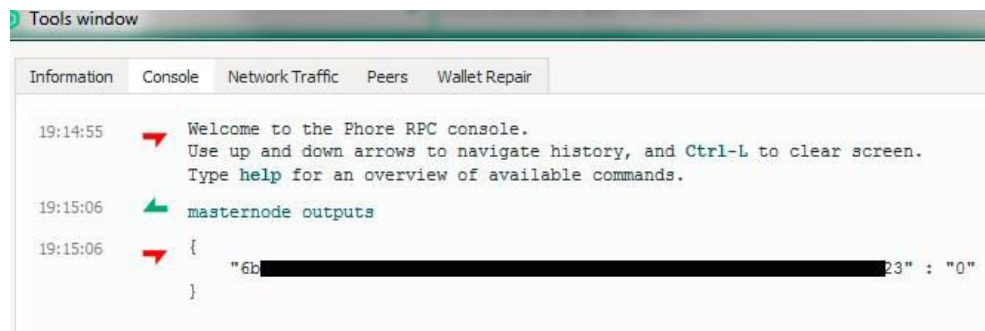 Tools window
Information Console Network Traffic Peers Wallet Repair
19:14:55 Welcome to the Phore RPC console.
Use up and down arrows to navigate history, and Ctrl-L to clear screen.
Type help for an overview of available commands.
19:15:06 masternode outputs
19:15:06 {
"6b 23" : "0"
}